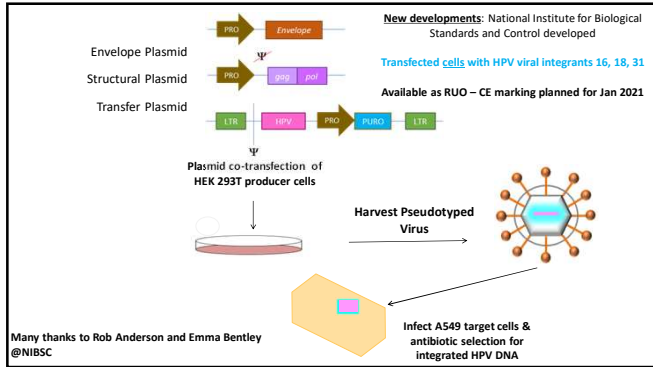 PRO
Envelope
New developments: National Institute for Biological
Standards and Control developed
Envelope Plasmid
Ψ
Structural Plasmid
PRO
gag
pol
Transfected cells with HPV viral integrants 16, 18, 31
Available as RUO – CE marking planned for Jan 2021
Transfer Plasmid
LTR
HPV
PRO
PURO
LTR
Ψ
Plasmid co-transfection of
HEK 293T producer cells
Harvest Pseudotyped
Virus
Infect A549 target cells &
antibiotic selection for
integrated HPV DNA
Many thanks to Rob Anderson and Emma Bentley
@NIBSC